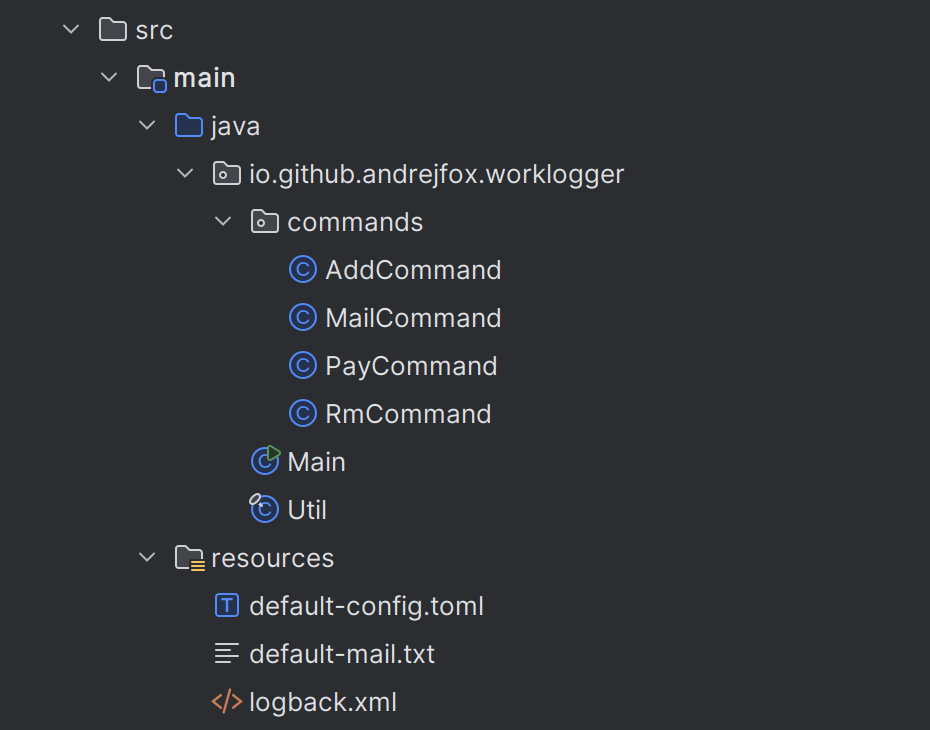 src
main
java
io.github.andrejfox.worklogger
commands
AddCommand
MailCommand
PayCommand
RmCommand
Main
Util
resources
default-config.toml
default-mail.txt
logback.xml